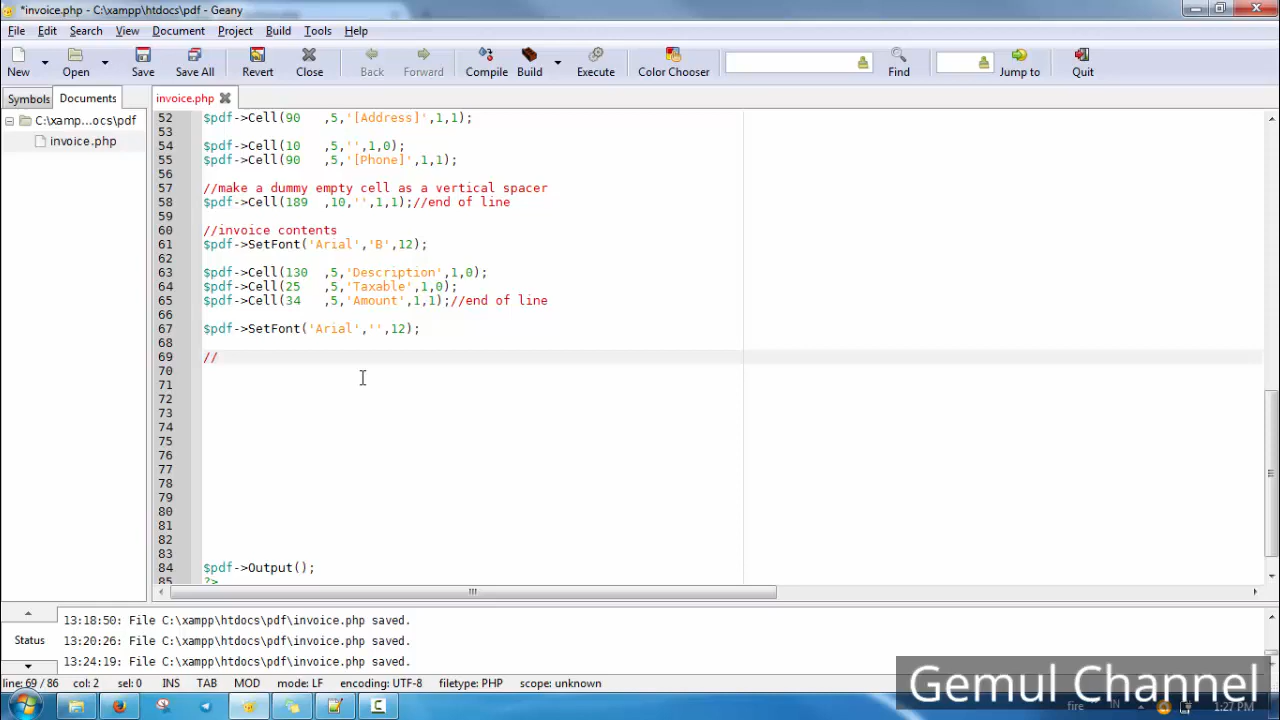 *invoice.php - C:\xampp\htdocs\pdf - Geany
File Edit Search View Document Project Build Tools Help
New Open Save Save All Revert Close Back Forward Compile Build Execute Color Chooser Find Jump to Quit
Symbols Documents invoice.php
C:\xamp...ocs\pdf
invoice.php
52 $pdf->Cell(90 ,5,'[Address]',1,1);
53
54 $pdf->Cell(10 ,5,'',1,0);
55 $pdf->Cell(90 ,5,'[Phone]',1,1);
56
57 //make a dummy empty cell as a vertical spacer
58 $pdf->Cell(189 ,10,'',1,1);//end of line
59
60 //invoice contents
61 $pdf->SetFont('Arial','B',12);
62
63 $pdf->Cell(130 ,5,'Description',1,0);
64 $pdf->Cell(25 ,5,'Taxable',1,0);
65 $pdf->Cell(34 ,5,'Amount',1,1);//end of line
66
67 $pdf->SetFont('Arial','',12);
68
69 //
70
71
72
73
74
75
76
77
78
79
80
81
82
83
84 $pdf->Output();
85 ?>
Status
13:18:50: File C:\xampp\htdocs\pdf\invoice.php saved.
13:20:26: File C:\xampp\htdocs\pdf\invoice.php saved.
13:24:19: File C:\xampp\htdocs\pdf\invoice.php saved.
line: 69 / 86 col: 2 sel: 0 INS TAB MOD mode: LF encoding: UTF-8 filetype: PHP scope: unknown
Gemul Channel
fire IN 1:27 PM